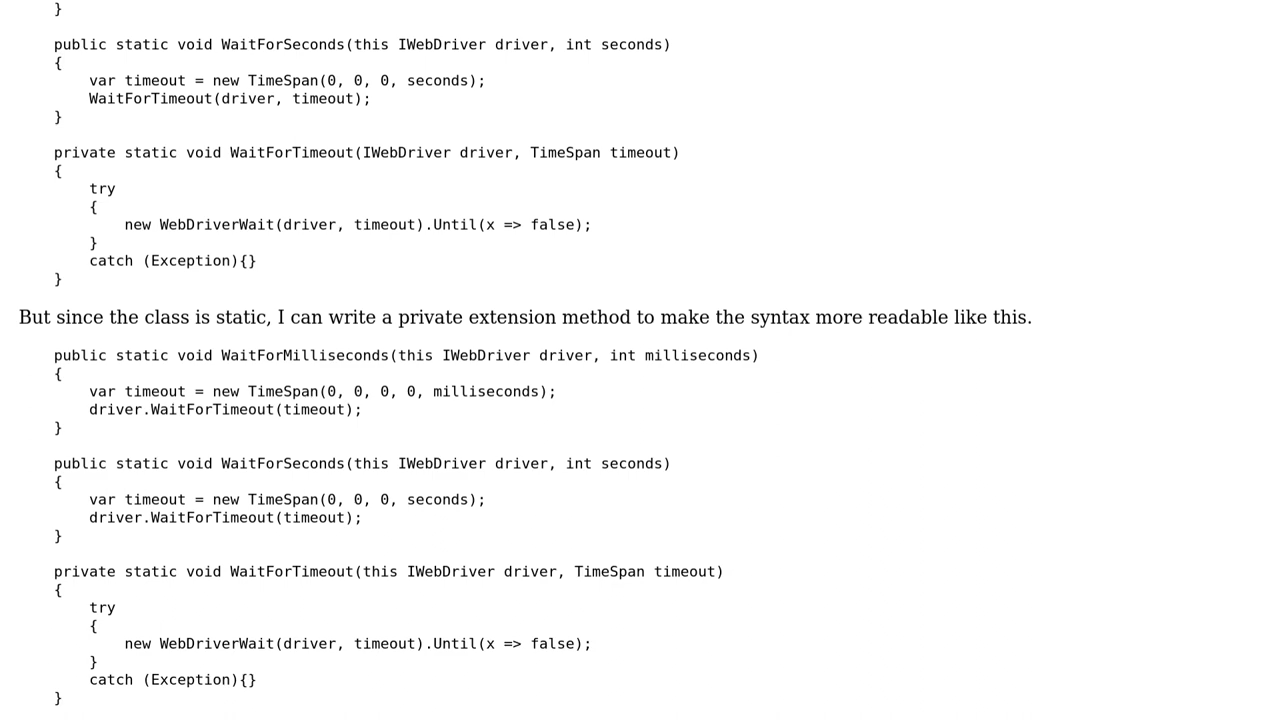 }
public static void WaitForSeconds(this IWebDriver driver, int seconds)
{
var timeout = new TimeSpan(0, 0, 0, seconds);
WaitForTimeout(driver, timeout);
}
private static void WaitForTimeout(IWebDriver driver, TimeSpan timeout)
{
try
{
new WebDriverWait(driver, timeout).Until(x => false);
}
catch (Exception){}
}
But since the class is static, I can write a private extension method to make the syntax more readable like this.
public static void WaitForMilliseconds(this IWebDriver driver, int milliseconds)
{
var timeout = new TimeSpan(0, 0, 0, 0, milliseconds);
driver.WaitForTimeout(timeout);
}
public static void WaitForSeconds(this IWebDriver driver, int seconds)
{
var timeout = new TimeSpan(0, 0, 0, seconds);
driver.WaitForTimeout(timeout);
}
private static void WaitForTimeout(this IWebDriver driver, TimeSpan timeout)
{
try
{
new WebDriverWait(driver, timeout).Until(x => false);
}
catch (Exception){}
}